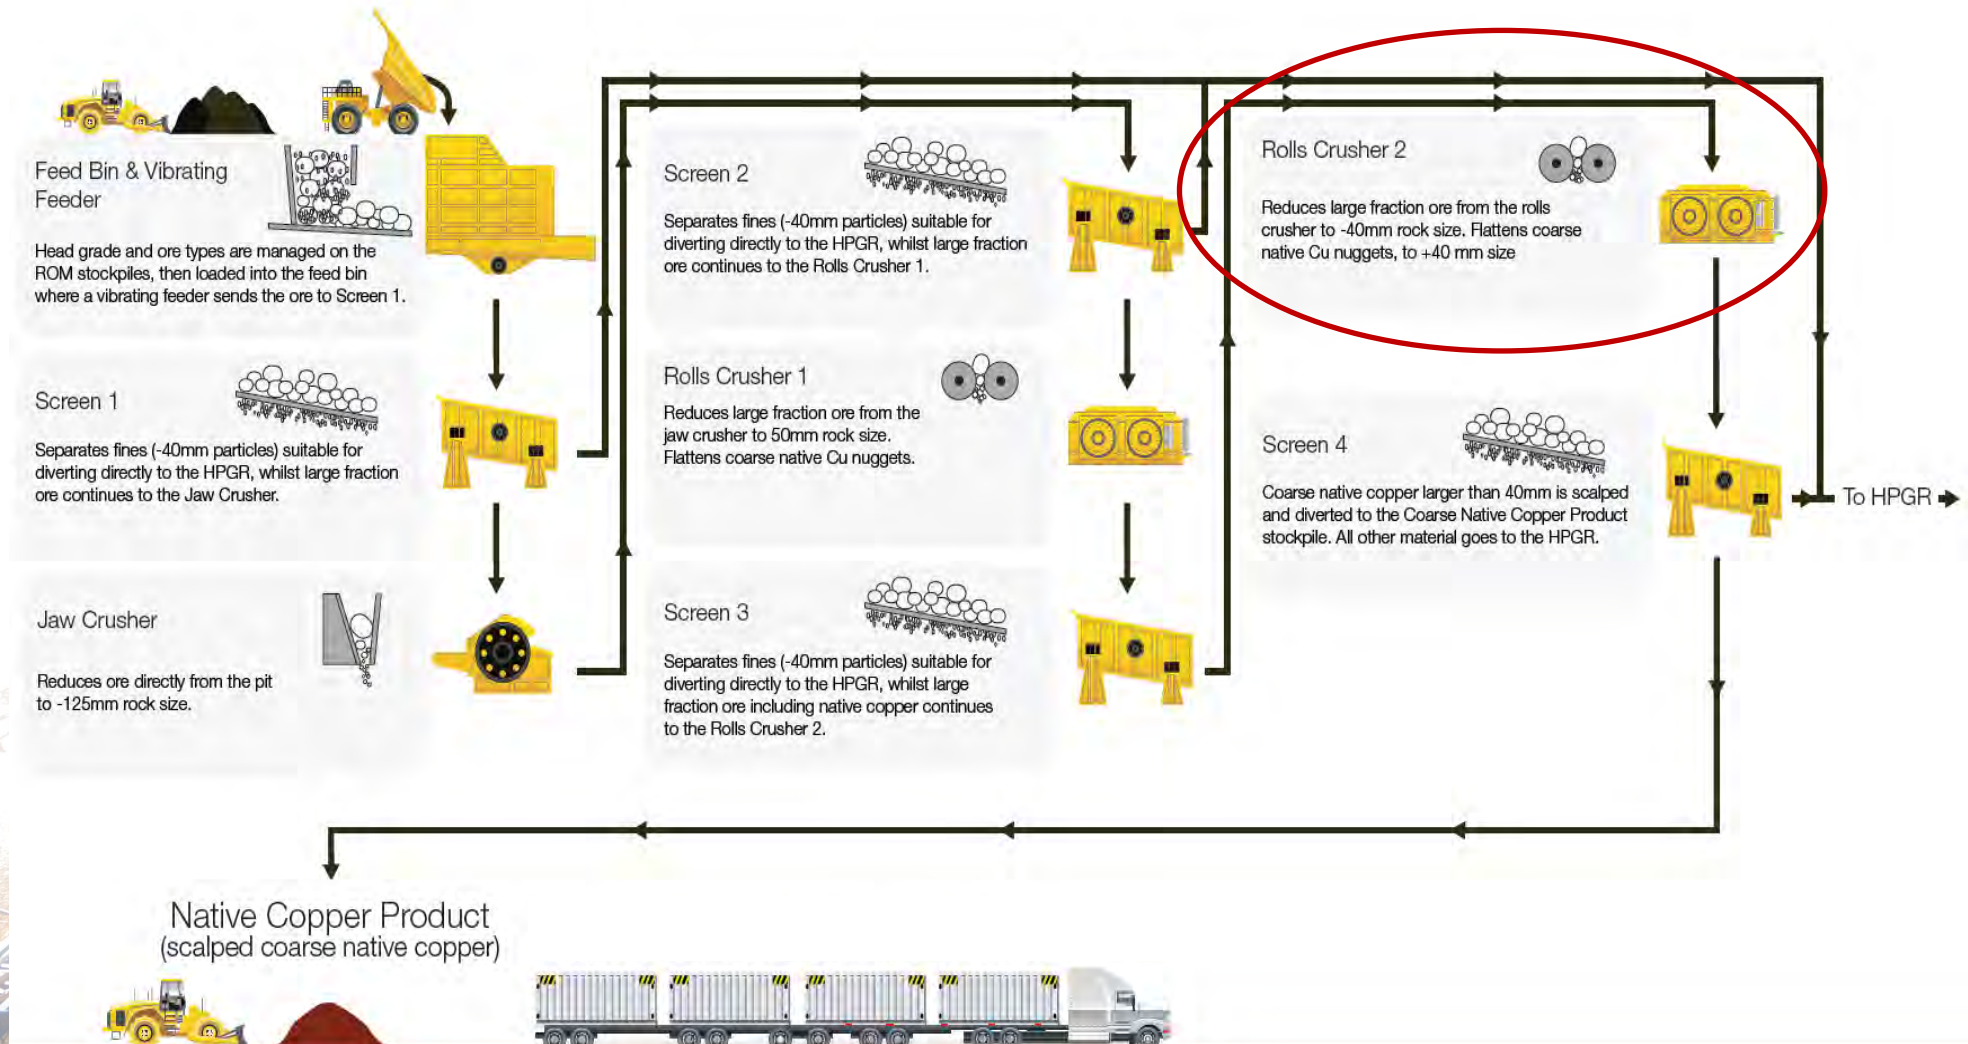 Feed Bin & Vibrating
Feeder
Head grade and ore types are managed on the
ROM stockpiles, then loaded into the feed bin
where a vibrating feeder sends the ore to Screen 1.
Screen 1
Separates fines (-40mm particles) suitable for
diverting directly to the HPGR, whilst large fraction
ore continues to the Jaw Crusher.
Jaw Crusher
Reduces ore directly from the pit
to -125mm rock size.
Screen 2
Separates fines (-40mm particles) suitable for
diverting directly to the HPGR, whilst large fraction
ore continues to the Rolls Crusher 1.
Rolls Crusher 1
Reduces large fraction ore from the
jaw crusher to 50mm rock size.
Flattens coarse native Cu nuggets.
Screen 3
Separates fines (-40mm particles) suitable for
diverting directly to the HPGR, whilst large
fraction ore including native copper continues
to the Rolls Crusher 2.
Rolls Crusher 2
Reduces large fraction ore from the rolls
crusher to -40mm rock size. Flattens coarse
native Cu nuggets, to +40 mm size
Screen 4
Coarse native copper larger than 40mm is scalped
and diverted to the Coarse Native Copper Product
stockpile. All other material goes to the HPGR.
To HPGR
Native Copper Product
(scalped coarse native copper)